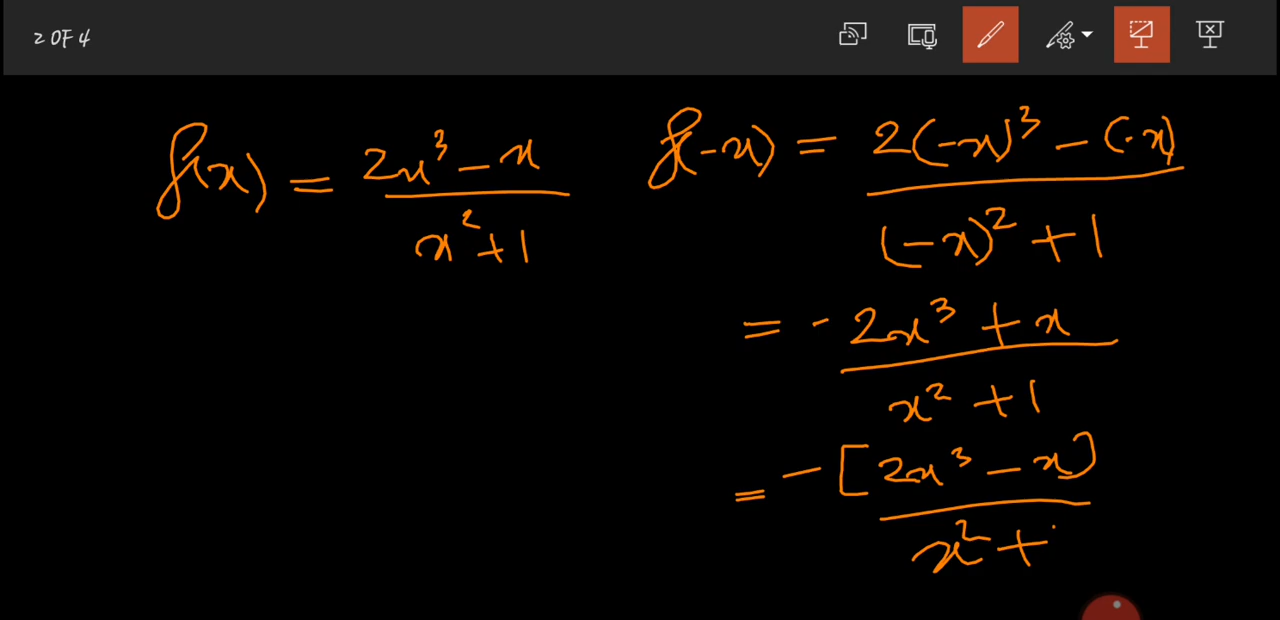 2 OF 4
f(x) = (2x³ - x) / (x² + 1)
f(-x) = (2(-x)³ - (-x)) / ((-x)² + 1)
= (-2x³ + x) / (x² + 1)
= -[2x³ - x] / (x² +